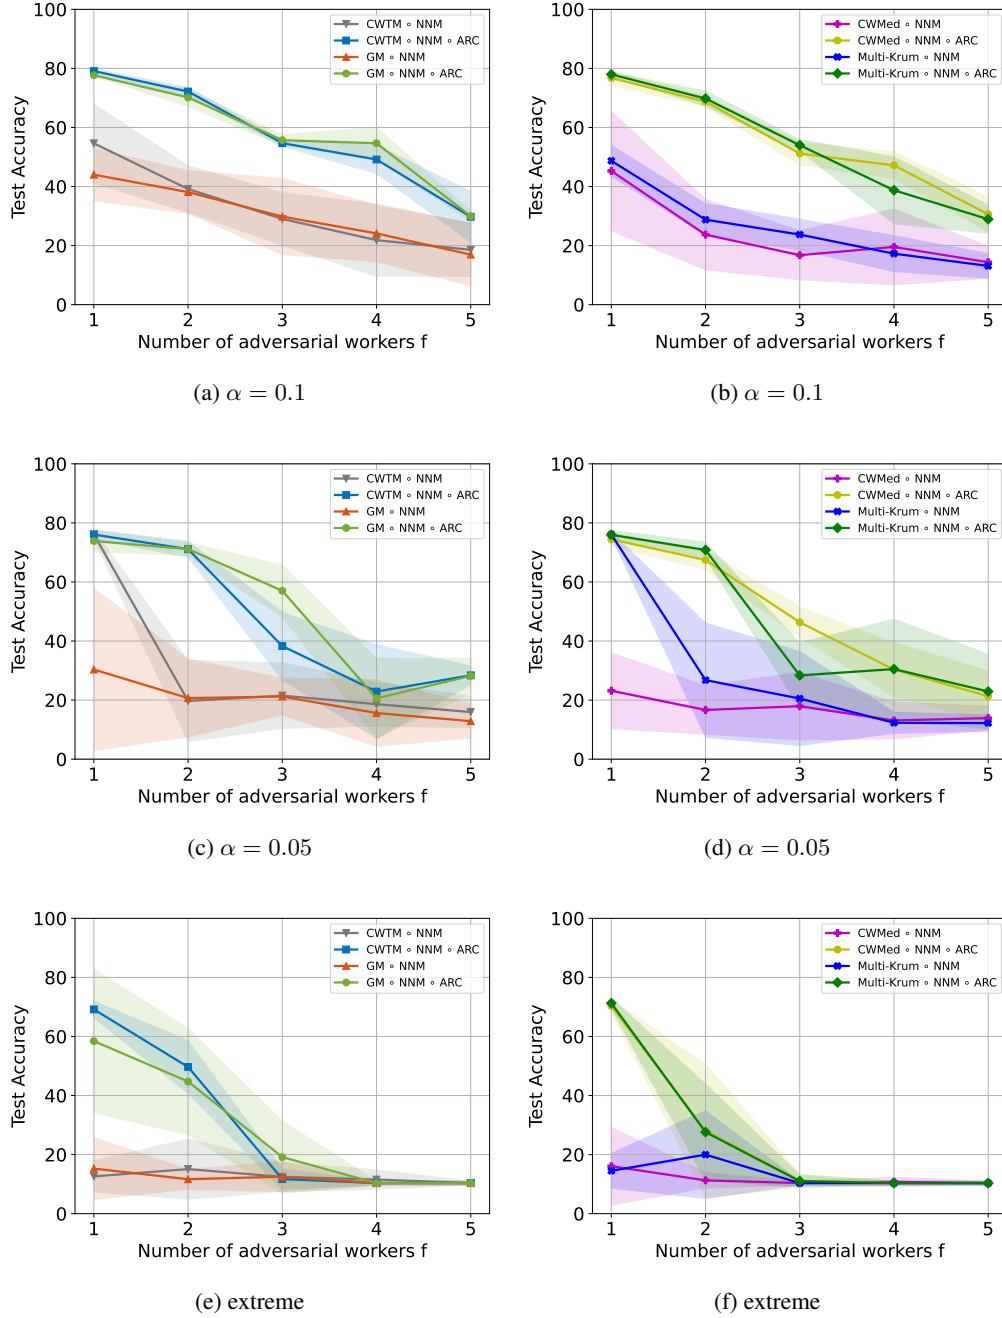 100
80
60
40
20
0
Test Accuracy
CWTM ∘ NNM
CWTM ∘ NNM ∘ ARC
GM ∘ NNM
GM ∘ NNM ∘ ARC
1 2 3 4 5
Number of adversarial workers f
(a) α = 0.1
100
80
60
40
20
0
Test Accuracy
CWMed ∘ NNM
CWMed ∘ NNM ∘ ARC
Multi-Krum ∘ NNM
Multi-Krum ∘ NNM ∘ ARC
1 2 3 4 5
Number of adversarial workers f
(b) α = 0.1
100
80
60
40
20
0
Test Accuracy
CWTM ∘ NNM
CWTM ∘ NNM ∘ ARC
GM ∘ NNM
GM ∘ NNM ∘ ARC
1 2 3 4 5
Number of adversarial workers f
(c) α = 0.05
100
80
60
40
20
0
Test Accuracy
CWMed ∘ NNM
CWMed ∘ NNM ∘ ARC
Multi-Krum ∘ NNM
Multi-Krum ∘ NNM ∘ ARC
1 2 3 4 5
Number of adversarial workers f
(d) α = 0.05
100
80
60
40
20
0
Test Accuracy
CWTM ∘ NNM
CWTM ∘ NNM ∘ ARC
GM ∘ NNM
GM ∘ NNM ∘ ARC
1 2 3 4 5
Number of adversarial workers f
(e) extreme
100
80
60
40
20
0
Test Accuracy
CWMed ∘ NNM
CWMed ∘ NNM ∘ ARC
Multi-Krum ∘ NNM
Multi-Krum ∘ NNM ∘ ARC
1 2 3 4 5
Number of adversarial workers f
(f) extreme